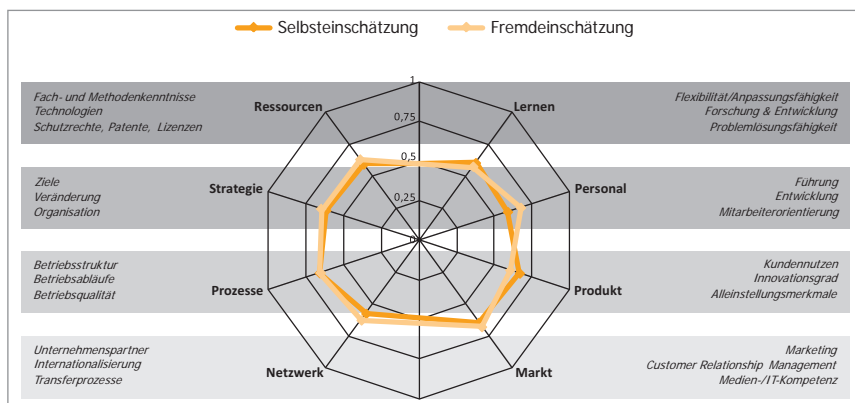 Selbsteinschätzung Fremdeinschätzung
1
Fach- und Methodenkenntnisse
Technologien
Schutzrechte, Patente, Lizenzen
Ressourcen
0,75
Lernen
Flexibilität/Anpassungsfähigkeit
Forschung & Entwicklung
Problemlösungsfähigkeit
0,5
Ziele
Veränderung
Organisation
Strategie
0,25
Personal
Führung
Entwicklung
Mitarbeiterorientierung
0
Betriebsstruktur
Betriebsabläufe
Betriebsqualität
Prozesse
Produkt
Kundennutzen
Innovationsgrad
Alleinstellungsmerkmale
Unternehmenspartner
Internationalisierung
Transferprozesse
Netzwerk
Markt
Marketing
Customer Relationship Management
Medien-/IT-Kompetenz